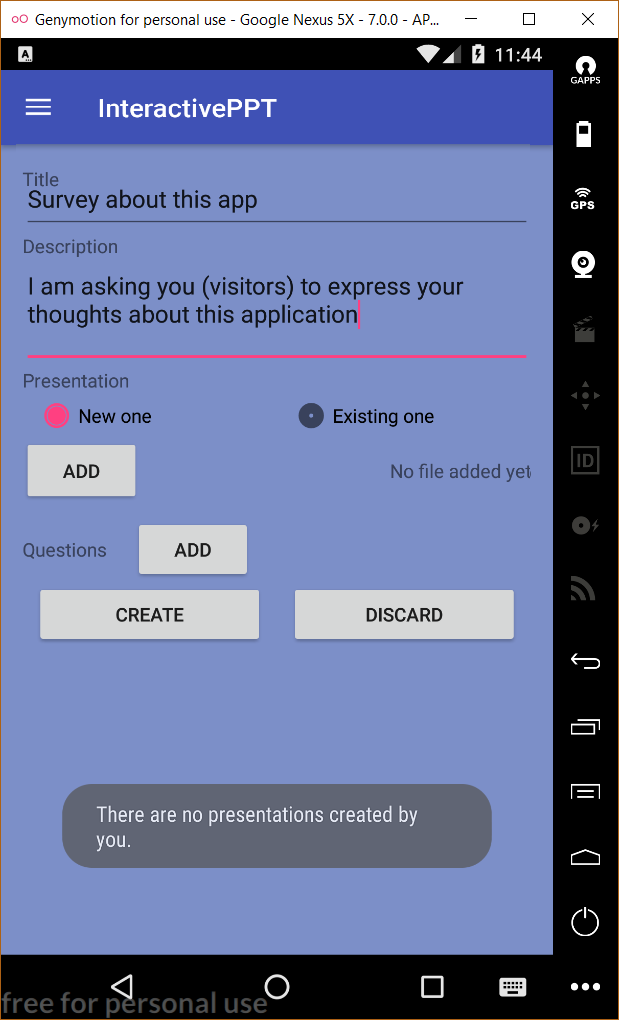 Genymotion for personal use - Google Nexus 5X - 7.0.0 - AP...
A
11:44
GAPPS
InteractivePPT
Title
Survey about this app
GPS
Description
I am asking you (visitors) to express your
thoughts about this application
Presentation
New one
Existing one
ADD
No file added yet
ID
Questions
ADD
CREATE
DISCARD
There are no presentations created by
you.
free for personal use